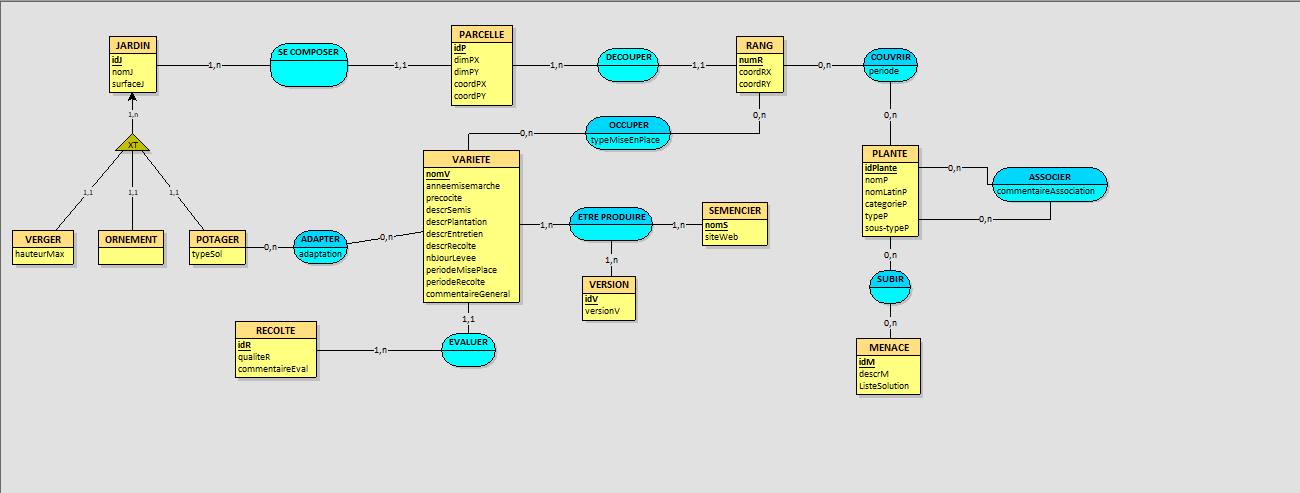 JARDIN
idJ
nomJ
surfaceJ
1,n
SE COMPOSER
1,1
PARCELLE
idP
dimPX
dimPY
coordPX
coordPY
1,n
DECOUPER
1,1
RANG
numR
coordRX
coordRY
0,n
COUVRIR
periode
0,n
1,n
XT
1,1
1,1
1,1
VERGER
hauteurMax
ORNEMENT
POTAGER
typeSol
0,n
ADAPTER
adaptation
0,n
0,n
OCCUPER
typeMiseEnPlace
0,n
VARIETE
nomV
anneemisemarche
precocite
descrSemis
descrPlantation
descrEntretien
descrRecolte
nbJourLevee
periodeMisePlace
periodeRecolte
commentaireGeneral
1,n
ETRE PRODUIRE
1,n
SEMENCIER
nomS
siteWeb
1,n
VERSION
idV
versionV
1,1
EVALUER
1,n
RECOLTE
idR
qualiteR
commentaireEval
PLANTE
idPlante
nomP
nomLatinP
categorieP
typeP
sous-typeP
0,n
ASSOCIER
commentaireAssociation
0,n
0,n
SUBIR
0,n
MENACE
idM
descrM
ListeSolution